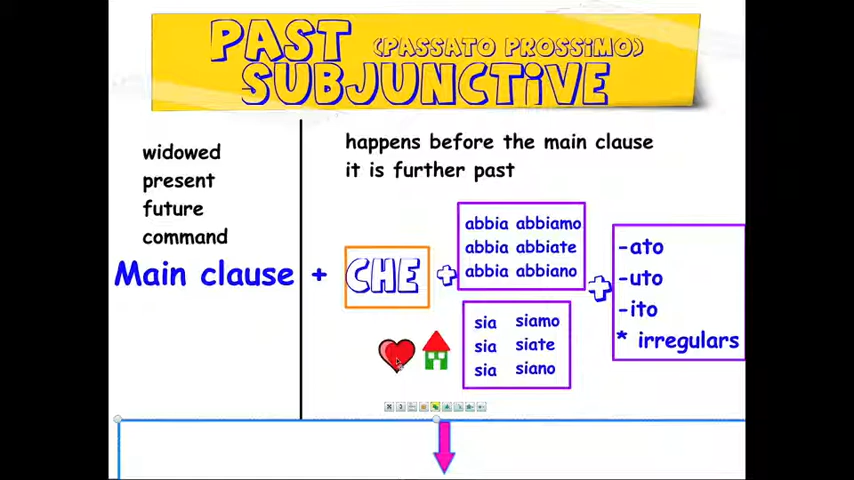 PAST (PASSATO PROSSIMO)
SUBJUNCTIVE
widowed
present
future
command
Main clause +
happens before the main clause
it is further past
CHE +
abbia abbiamo
abbia abbiate
abbia abbiano
sia siamo
sia siate
sia siano
+
-ato
-uto
-ito
* irregulars